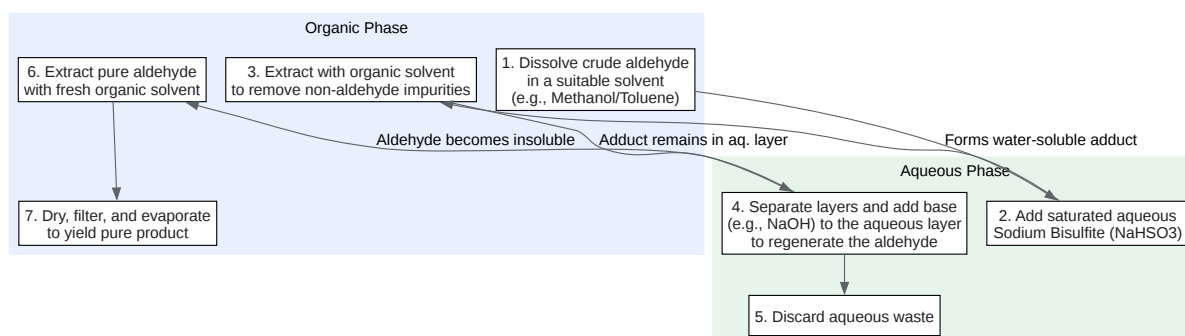 Organic Phase
6. Extract pure aldehyde
with fresh organic solvent
3. Extract with organic solvent
to remove non-aldehyde impurities
1. Dissolve crude aldehyde
in a suitable solvent
(e.g., Methanol/Toluene)
Aldehyde becomes insoluble
Adduct remains in aq. layer
Forms water-soluble adduct
Aqueous Phase
7. Dry, filter, and evaporate
to yield pure product
4. Separate layers and add base
(e.g., NaOH) to the aqueous layer
to regenerate the aldehyde
2. Add saturated aqueous
Sodium Bisulfite (NaHSO3)
5. Discard aqueous waste